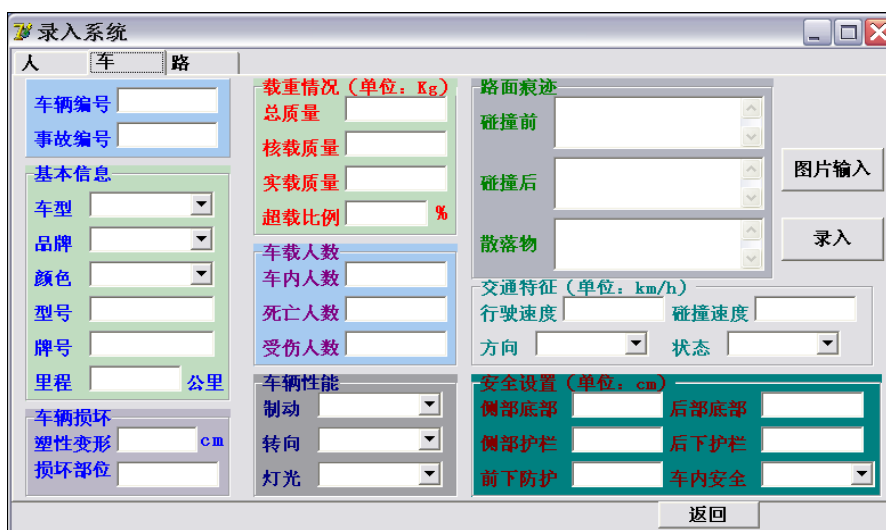 录入系统
人 车 路
车辆编号
事故编号
基本信息
车型
品牌
颜色
型号
牌号
里程 公里
车辆损坏
塑性变形 cm
损坏部位
载重情况（单位：Kg）
总质量
核载质量
实载质量
超载比例 %
车载人数
车内人数
死亡人数
受伤人数
车辆性能
制动
转向
灯光
路面痕迹
碰撞前
碰撞后
散落物
交通特征（单位：km/h）
行驶速度 碰撞速度
方向 状态
安全设置（单位：cm）
侧部底部 后部底部
侧部护栏 后下护栏
前下防护 车内安全
图片输入
录入
返回